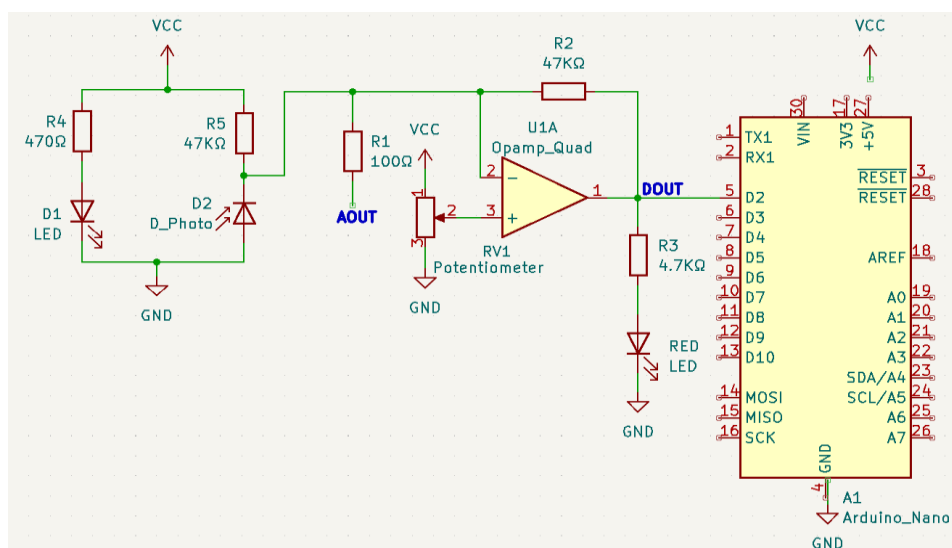 VCC
R4
470Ω
R5
47KΩ
D1
LED
D2
D_Photo
GND
R1
100Ω
AOUT
VCC
1
2
3
RV1
Potentiometer
GND
R2
47KΩ
U1A
Opamp_Quad
2
−
3
+
1
DOUT
R3
4.7KΩ
RED
LED
GND
VCC
30
17
27
VIN
3V3
+5V
1
TX1
2
RX1
5
D2
6
D3
7
D4
8
D5
9
D6
10
D7
11
D8
12
D9
13
D10
14
MOSI
15
MISO
16
SCK
RESET
3
RESET
28
AREF
18
A0
19
A1
20
A2
21
A3
22
SDA/A4
23
SCL/A5
24
A6
25
A7
26
GND
4
A1
Arduino_Nano
GND